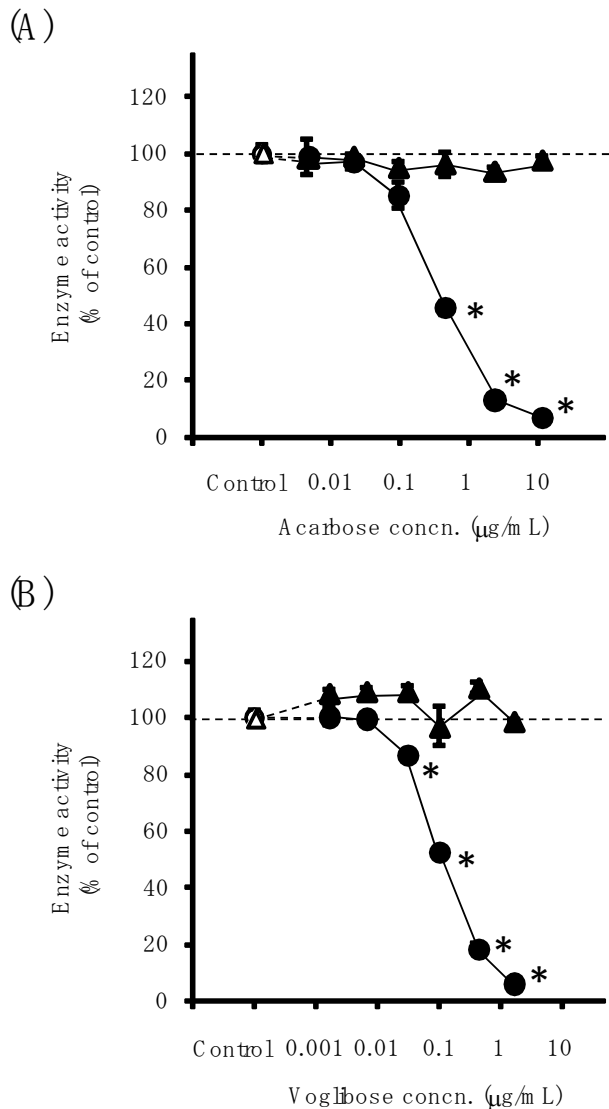 (A)
Enzyme activity
(% of control)
120
100
80
60
40
20
0
*
*
*
Control 0.01 0.1 1 10
Acarbose concn. (μg/mL)
(B)
Enzyme activity
(% of control)
120
100
80
60
40
20
0
*
*
*
*
Control 0.001 0.01 0.1 1 10
Voglibose concn. (μg/mL)